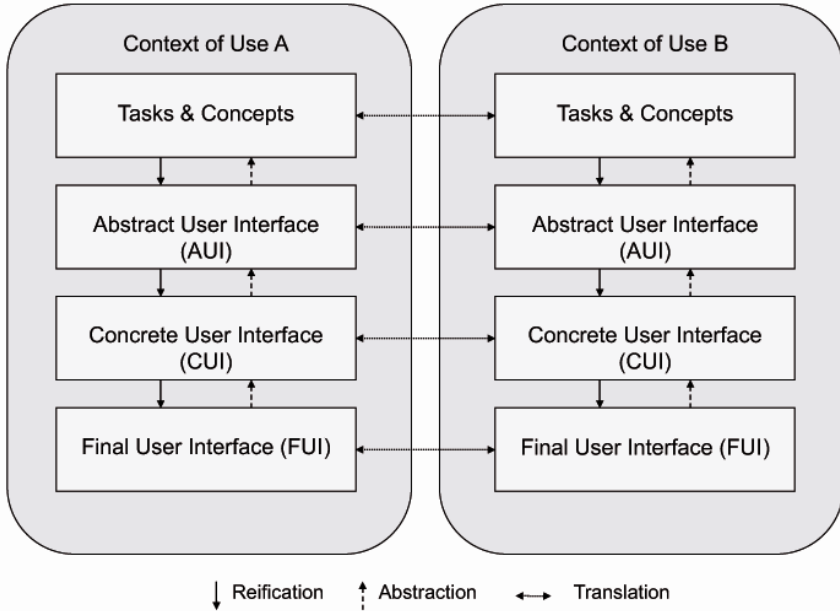 Context of Use A
Tasks & Concepts
Abstract User Interface
(AUI)
Concrete User Interface
(CUI)
Final User Interface (FUI)
Context of Use B
Tasks & Concepts
Abstract User Interface
(AUI)
Concrete User Interface
(CUI)
Final User Interface (FUI)
Reification
Abstraction
Translation